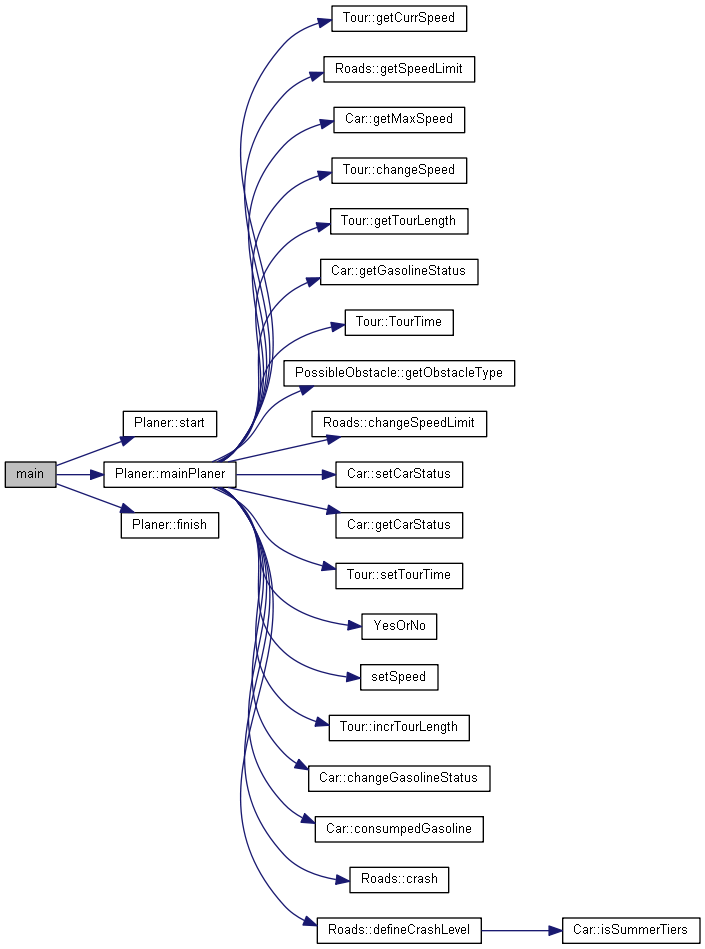 Tour::getCurrSpeed
Roads::getSpeedLimit
Car::getMaxSpeed
Tour::changeSpeed
Tour::getTourLength
Car::getGasolineStatus
Tour::TourTime
PossibleObstacle::getObstacleType
Planer::start
Roads::changeSpeedLimit
main
Planer::mainPlaner
Car::setCarStatus
Planer::finish
Car::getCarStatus
Tour::setTourTime
YesOrNo
setSpeed
Tour::incrTourLength
Car::changeGasolineStatus
Car::consumpedGasoline
Roads::crash
Roads::defineCrashLevel
Car::isSummerTiers